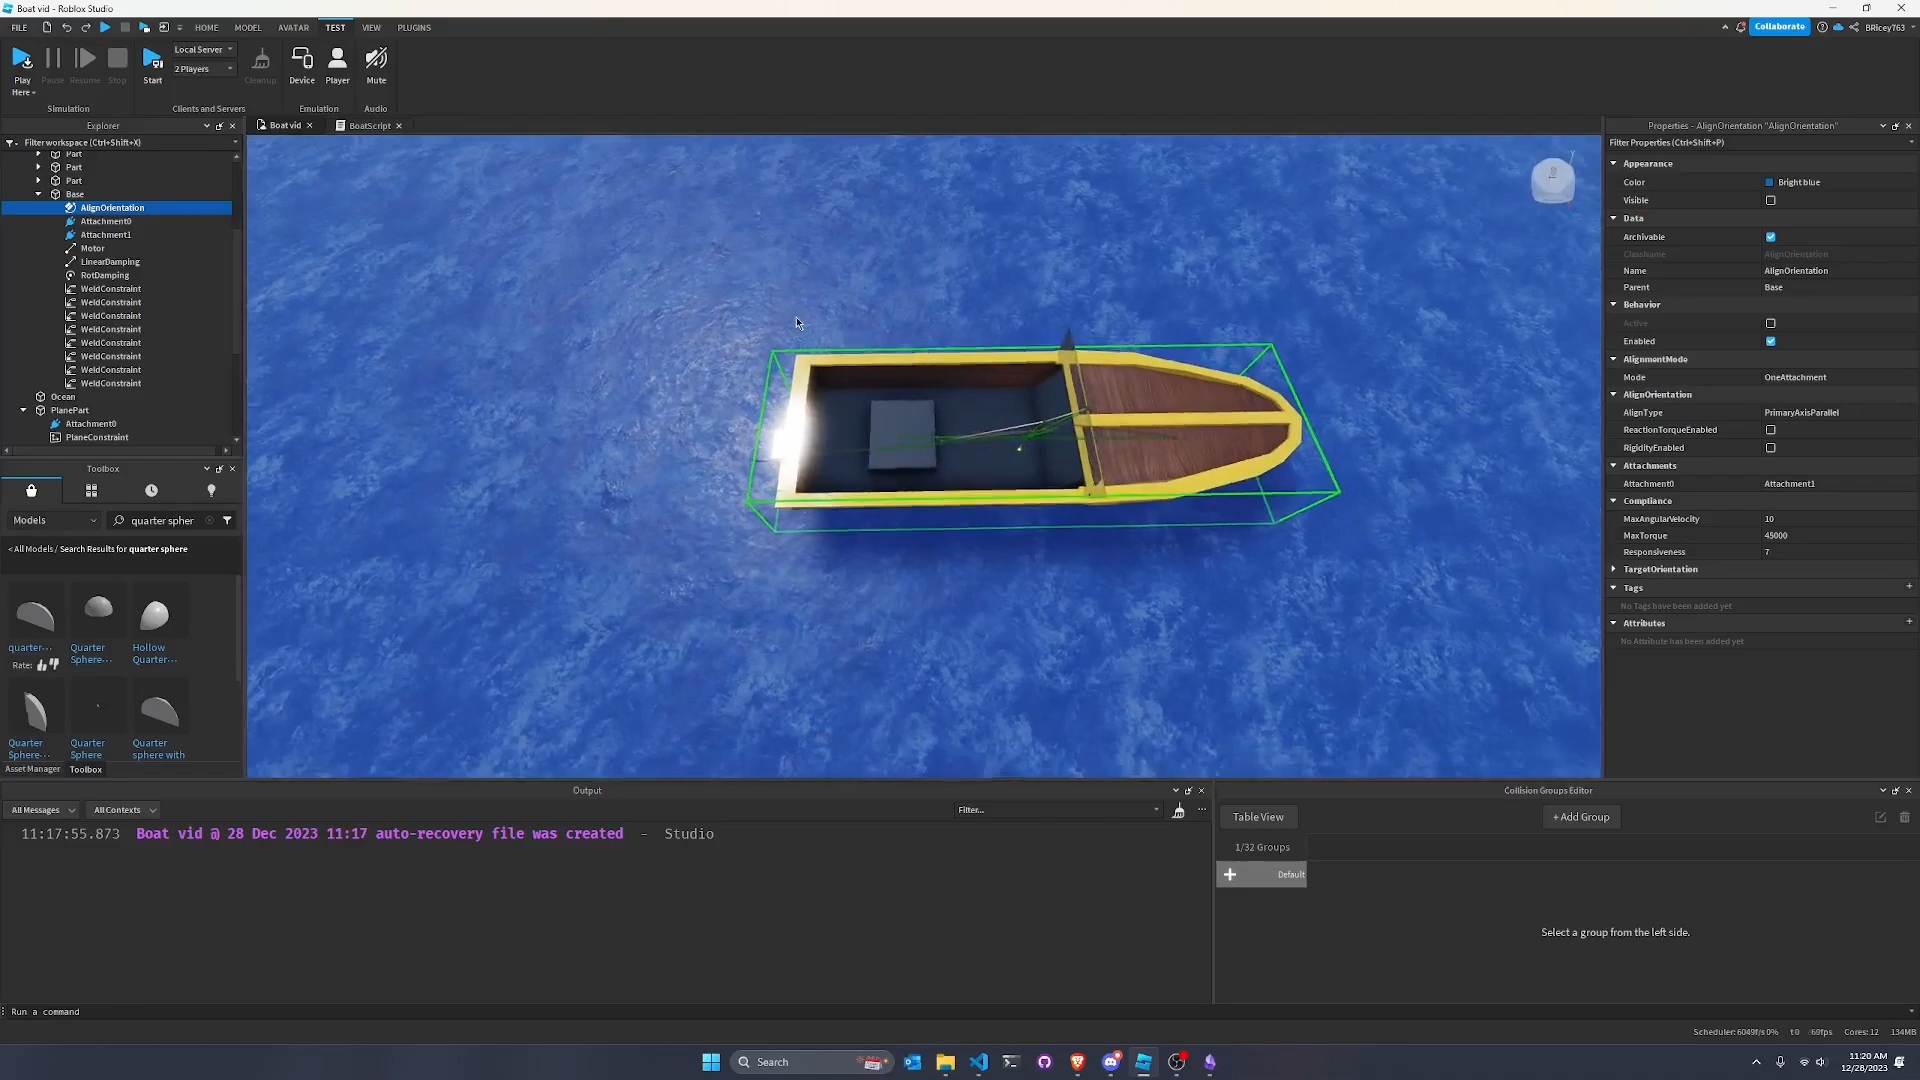 Boat vid - Roblox Studio
FILE HOME MODEL AVATAR TEST VIEW PLUGINS
Collaborate BRicey763
Play Here Pause Resume Stop
Simulation
Start
Local Server
2 Players
Cleanup
Clients and Servers
Device Player
Emulation
Mute
Audio
Explorer
Filter workspace (Ctrl+Shift+X)
Part
Part
Part
Base
AlignOrientation
Attachment0
Attachment1
Motor
LinearDamping
RotDamping
WeldConstraint
WeldConstraint
WeldConstraint
WeldConstraint
WeldConstraint
WeldConstraint
WeldConstraint
WeldConstraint
Ocean
PlanePart
Attachment0
PlaneConstraint
Toolbox
Models
quarter spher
< All Models / Search Results for quarter sphere
quarter...
Quarter Sphere...
Hollow Quarter...
Rate:
Quarter Sphere...
Quarter Sphere
Quarter sphere with
Asset Manager Toolbox
Boat vid BoatScript
Properties - AlignOrientation "AlignOrientation"
Filter Properties (Ctrl+Shift+P)
Appearance
Color Bright blue
Visible
Data
Archivable
ClassName AlignOrientation
Name AlignOrientation
Parent Base
Behavior
Active
Enabled
AlignmentMode
Mode OneAttachment
AlignOrientation
AlignType PrimaryAxisParallel
ReactionTorqueEnabled
RigidityEnabled
Attachments
Attachment0 Attachment1
Compliance
MaxAngularVelocity 10
MaxTorque 45000
Responsiveness 7
TargetOrientation
Tags
No Tags have been added yet
Attributes
No Attribute has been added yet
Output
All Messages All Contexts Filter...
11:17:55.873 Boat vid @ 28 Dec 2023 11:17 auto-recovery file was created - Studio
Collision Groups Editor
Table View + Add Group
1/32 Groups
Default
Select a group from the left side.
Run a command
Cores: 12 134MB
Search
11:20 AM
12/28/2023